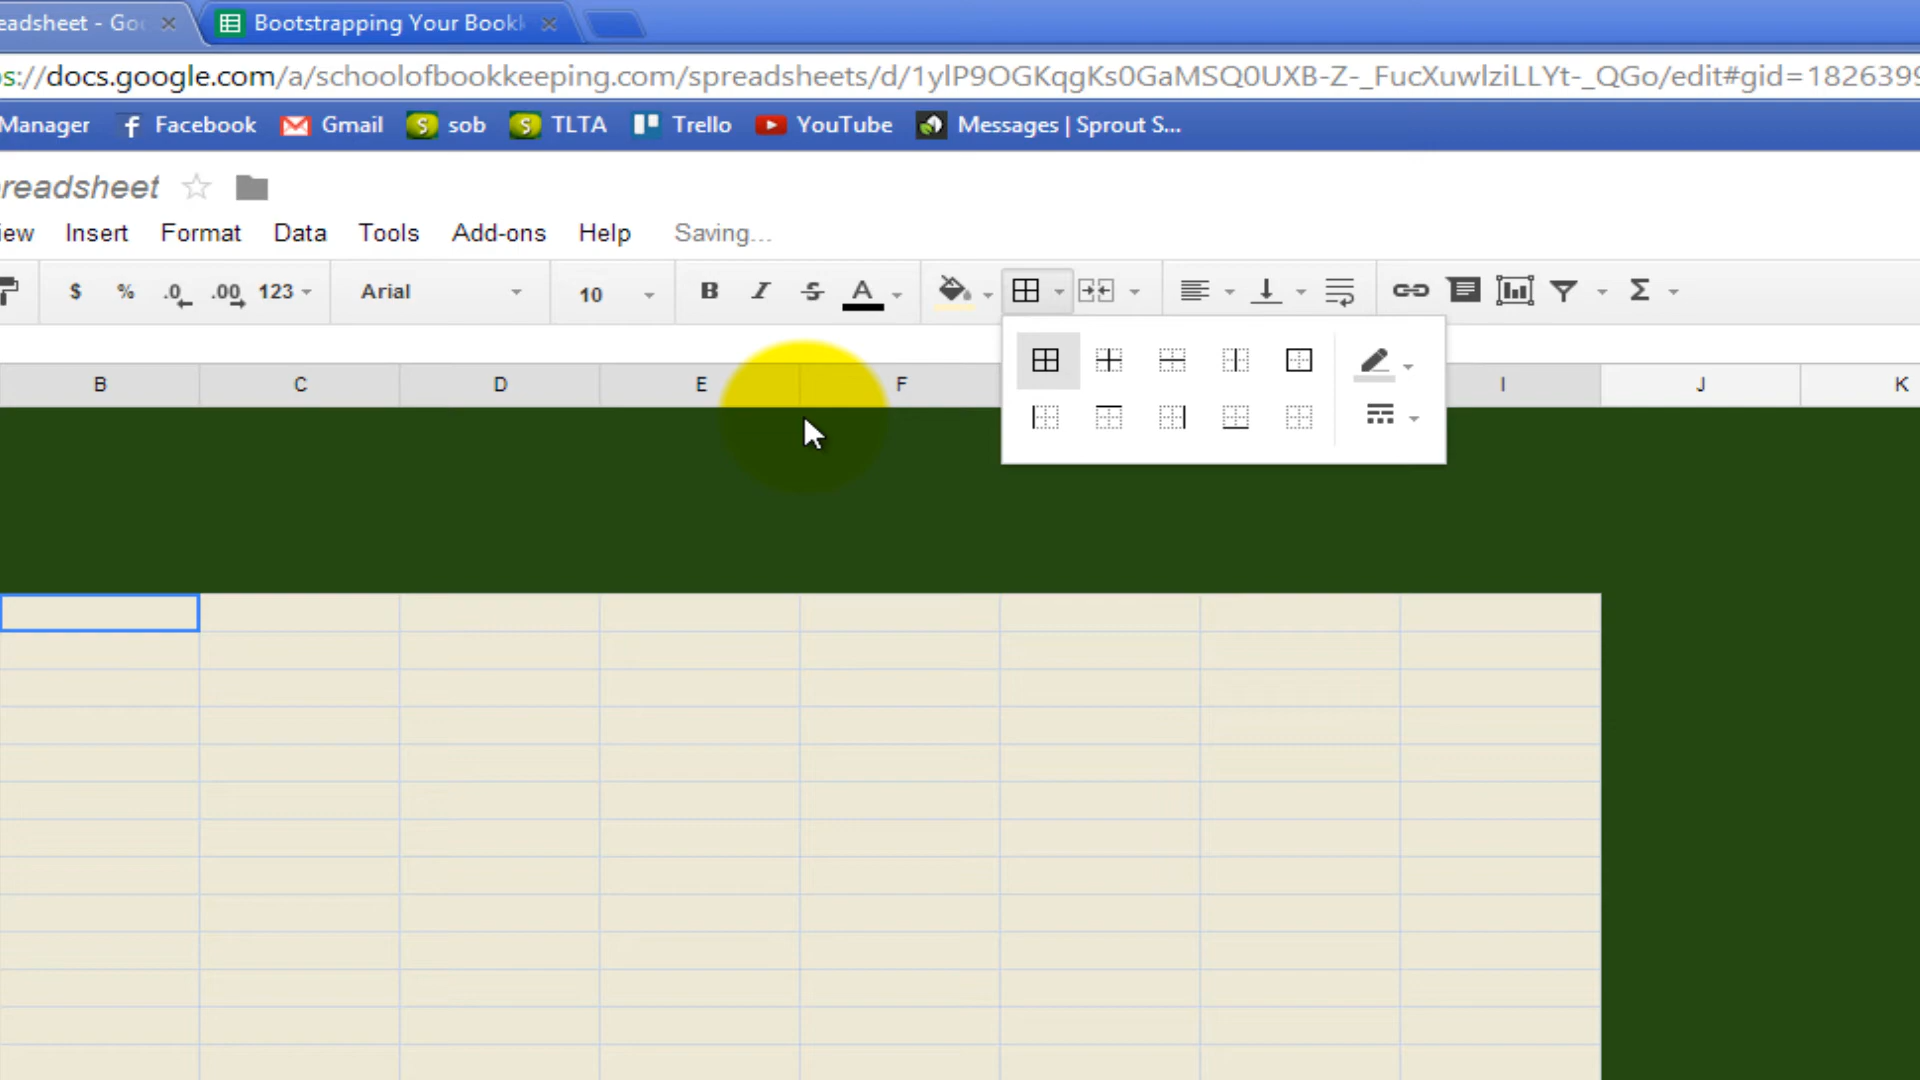 eadsheet - Go
Bootstrapping Your Book
s://docs.google.com/a/schoolofbookkeeping.com/spreadsheets/d/1ylP9OGKqgKs0GaMSQ0UXB-Z-_FucXuwlziLLYt-_QGo/edit#gid=1826399
Manager Facebook Gmail sob TLTA Trello YouTube Messages | Sprout S...
readsheet
iew Insert Format Data Tools Add-ons Help Saving...
$ % .0 .00 123 Arial 10 B I S A Σ
B C D E F I J K